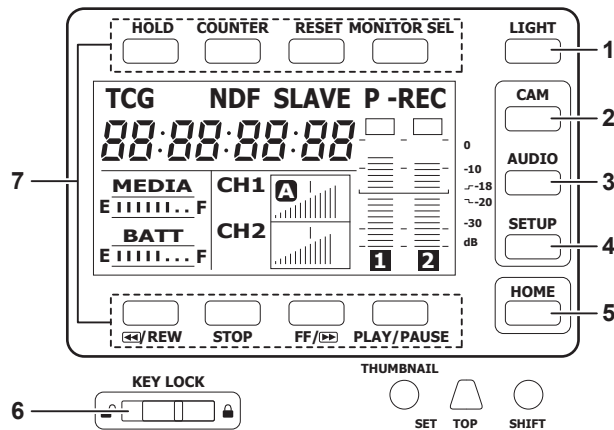 HOLD COUNTER RESET MONITOR SEL LIGHT
1
CAM
2
TCG NDF SLAVE P -REC
88:88:88:88
0
-10
-18
-20
-30
dB
AUDIO
3
7
MEDIA CH1 A
E F
BATT CH2
E F
1 2
SETUP
4
HOME
5
/REW STOP FF/ PLAY/PAUSE
KEY LOCK
6
THUMBNAIL
SET TOP SHIFT